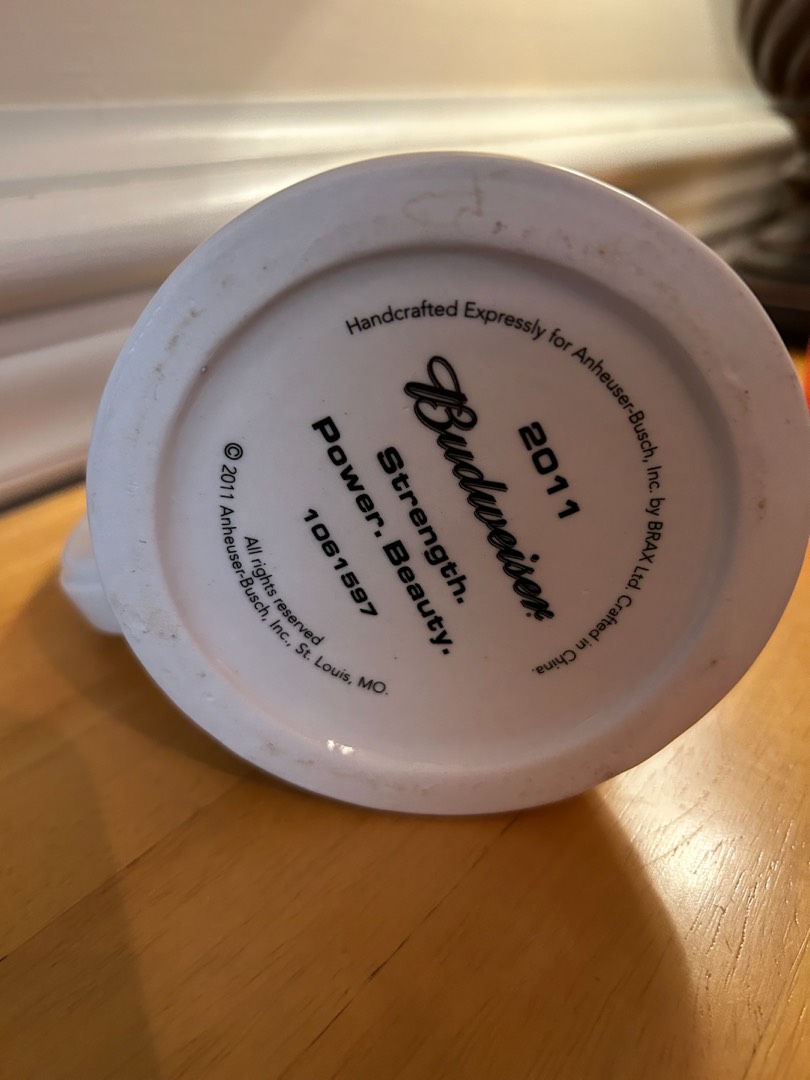 Handcrafted Expressly for Anheuser-Busch, Inc. by BRAX Ltd. Crafted in China.
2011
Budweiser
Strength.
Power. Beauty.
1061597
All rights reserved
© 2011 Anheuser-Busch, Inc., St. Louis, MO.